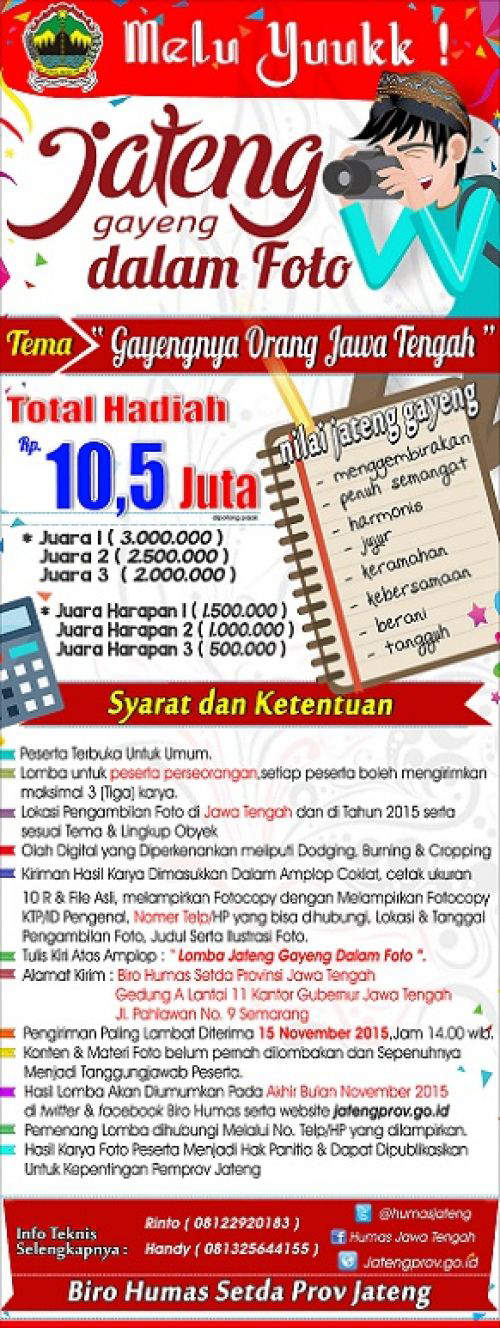 Melu Yuukk !
Jateng
gayeng
dalam Foto
Tema " Gayengnya Orang Jawa Tengah "
Total Hadiah
Rp. 10,5 Juta
dipotong pajak
* Juara 1 ( 3.000.000 )
Juara 2 ( 2.500.000 )
Juara 3 ( 2.000.000 )
* Juara Harapan 1 ( 1.500.000 )
Juara Harapan 2 ( 1.000.000 )
Juara Harapan 3 ( 500.000 )
nilai jateng gayeng
- menggembirakan
- penuh semangat
- harmonis
- jujur
- keramahan
- kebersamaan
- berani
- tangguh
Syarat dan Ketentuan
Peserta Terbuka Untuk Umum.
Lomba untuk peserta perseorangan,setiap peserta boleh mengirimkan
maksimal 3 (Tiga) karya.
Lokasi Pengambilan Foto di Jawa Tengah dan di Tahun 2015 serta
sesuai Tema & Lingkup Obyek
Olah Digital yang Diperkenankan meliputi Dodging, Burning & Cropping
Kiriman Hasil Karya Dimasukkan Dalam Amplop Coklat, cetak ukuran
10 R & File Asli, melampirkan Fotocopy dengan Melampirkan Fotocopy
KTP/ID Pengenal, Nomer Telp/HP yang bisa dihubungi, Lokasi & Tanggal
Pengambilan Foto, Judul Serta Ilustrasi Foto.
Tulis Kiri Atas Amplop : " Lomba Jateng Gayeng Dalam Foto ".
Alamat Kirim : Biro Humas Setda Provinsi Jawa Tengah
Gedung A Lantai 11 Kantor Gubernur Jawa Tengah
Jl. Pahlawan No. 9 Semarang
Pengiriman Paling Lambat Diterima 15 November 2015,Jam 14.00 wib.
Konten & Materi Foto belum pernah dilombakan dan Sepenuhnya
Menjadi Tanggungjawab Peserta.
Hasil Lomba Akan Diumumkan Pada Akhir Bulan November 2015
di twitter & facebook Biro Humas serta website jatengprov.go.id
Pemenang Lomba dihubungi Melalui No. Telp/HP yang dilampirkan.
Hasil Karya Foto Peserta Menjadi Hak Panitia & Dapat Dipublikasikan
Untuk Kepentingan Pemprov Jateng
Info Teknis
Selengkapnya :
Rinto ( 08122920183 )
Handy ( 081325644155 )
@humasjateng
Humas Jawa Tengah
Jatengprov.go.id
Biro Humas Setda Prov Jateng